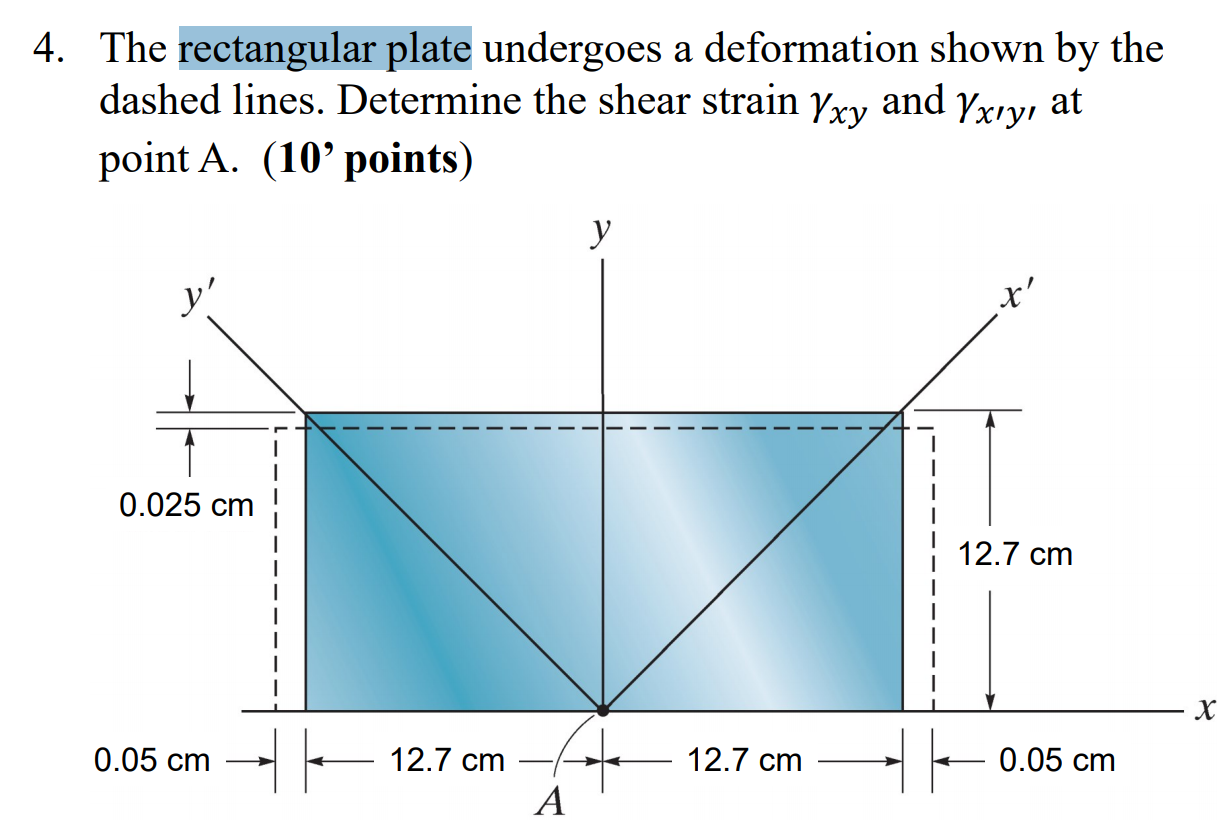 4. The rectangular plate undergoes a deformation shown by the
dashed lines. Determine the shear strain γxy and γx′y′ at
point A. (10’ points)
y
y′
x′
0.025 cm
12.7 cm
x
0.05 cm
12.7 cm
12.7 cm
0.05 cm
A